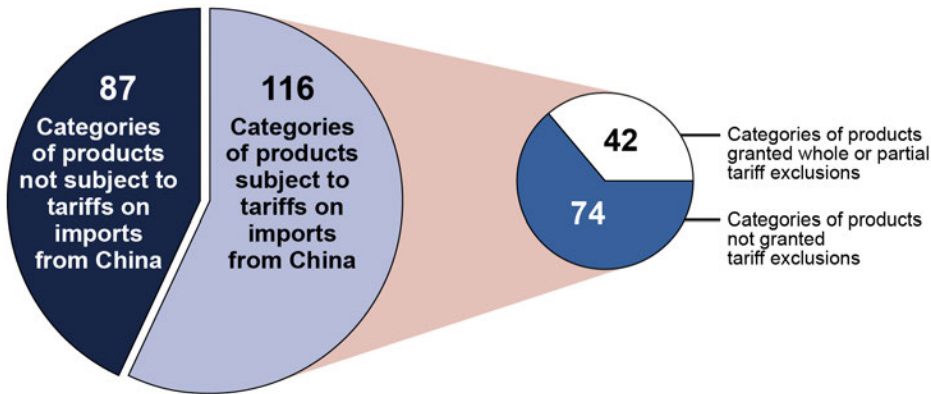 87
Categories
of products
not subject to
tariffs on
imports
from China
116
Categories
of products
subject to
tariffs on
imports
from China
42
74
Categories of products
granted whole or partial
tariff exclusions
Categories of products
not granted
tariff exclusions